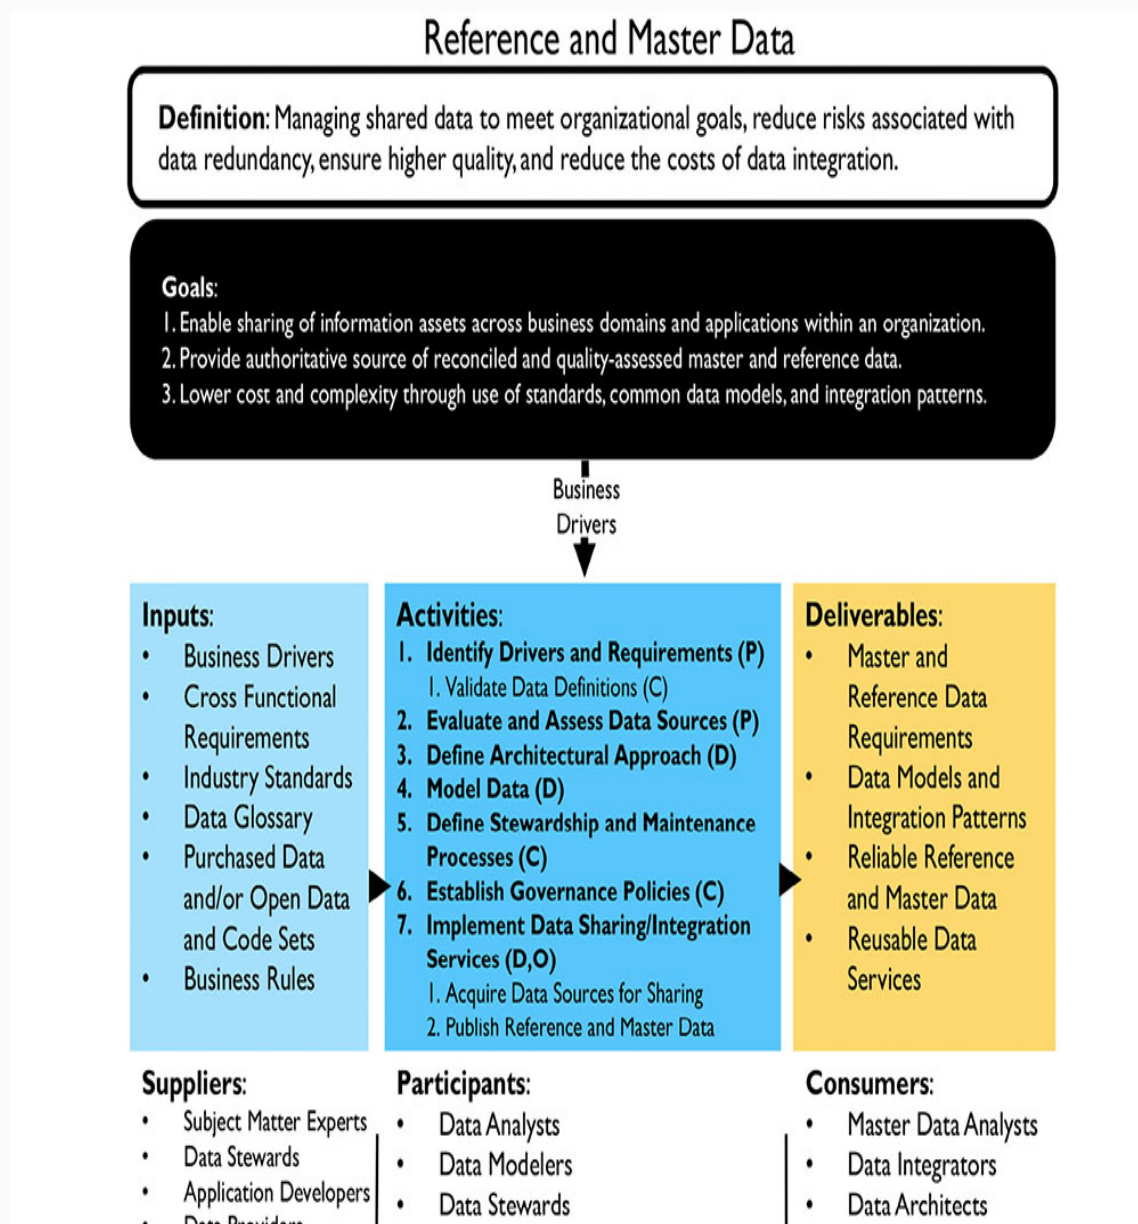 Reference and Master Data
Definition: Managing shared data to meet organizational goals, reduce risks associated with
data redundancy, ensure higher quality, and reduce the costs of data integration.
Goals:
1. Enable sharing of information assets across business domains and applications within an organization.
2. Provide authoritative source of reconciled and quality-assessed master and reference data.
3. Lower cost and complexity through use of standards, common data models, and integration patterns.
Business
Drivers
Inputs:
• Business Drivers
• Cross Functional
Requirements
• Industry Standards
• Data Glossary
• Purchased Data
and/or Open Data
and Code Sets
• Business Rules
Activities:
1. Identify Drivers and Requirements (P)
1. Validate Data Definitions (C)
2. Evaluate and Assess Data Sources (P)
3. Define Architectural Approach (D)
4. Model Data (D)
5. Define Stewardship and Maintenance
Processes (C)
6. Establish Governance Policies (C)
7. Implement Data Sharing/Integration
Services (D,O)
1. Acquire Data Sources for Sharing
2. Publish Reference and Master Data
Deliverables:
• Master and
Reference Data
Requirements
• Data Models and
Integration Patterns
• Reliable Reference
and Master Data
• Reusable Data
Services
Suppliers:
• Subject Matter Experts
• Data Stewards
• Application Developers
• Data Providers
Participants:
• Data Analysts
• Data Modelers
• Data Stewards
Consumers:
• Master Data Analysts
• Data Integrators
• Data Architects